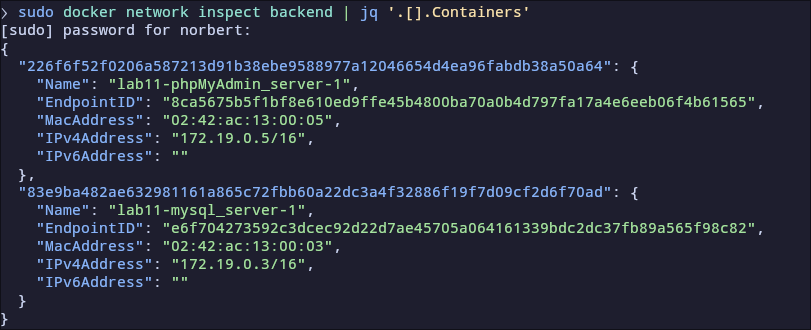 ❯ sudo docker network inspect backend | jq '.[].Containers'
[sudo] password for norbert:
{
  "226f6f52f0206a587213d91b38ebe9588977a12046654d4ea96fabdb38a50a64": {
    "Name": "lab11-phpMyAdmin_server-1",
    "EndpointID": "8ca5675b5f1bf8e610ed9ffe45b4800ba70a0b4d797fa17a4e6eeb06f4b61565",
    "MacAddress": "02:42:ac:13:00:05",
    "IPv4Address": "172.19.0.5/16",
    "IPv6Address": ""
  },
  "83e9ba482ae632981161a865c72fbb60a22dc3a4f32886f19f7d09cf2d6f70ad": {
    "Name": "lab11-mysql_server-1",
    "EndpointID": "e6f704273592c3dcec92d22d7ae45705a064161339bdc2dc37fb89a565f98c82",
    "MacAddress": "02:42:ac:13:00:03",
    "IPv4Address": "172.19.0.3/16",
    "IPv6Address": ""
  }
}